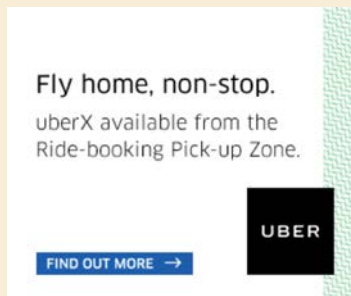 Fly home, non-stop.
uberX available from the
Ride-booking Pick-up Zone.
UBER
FIND OUT MORE →